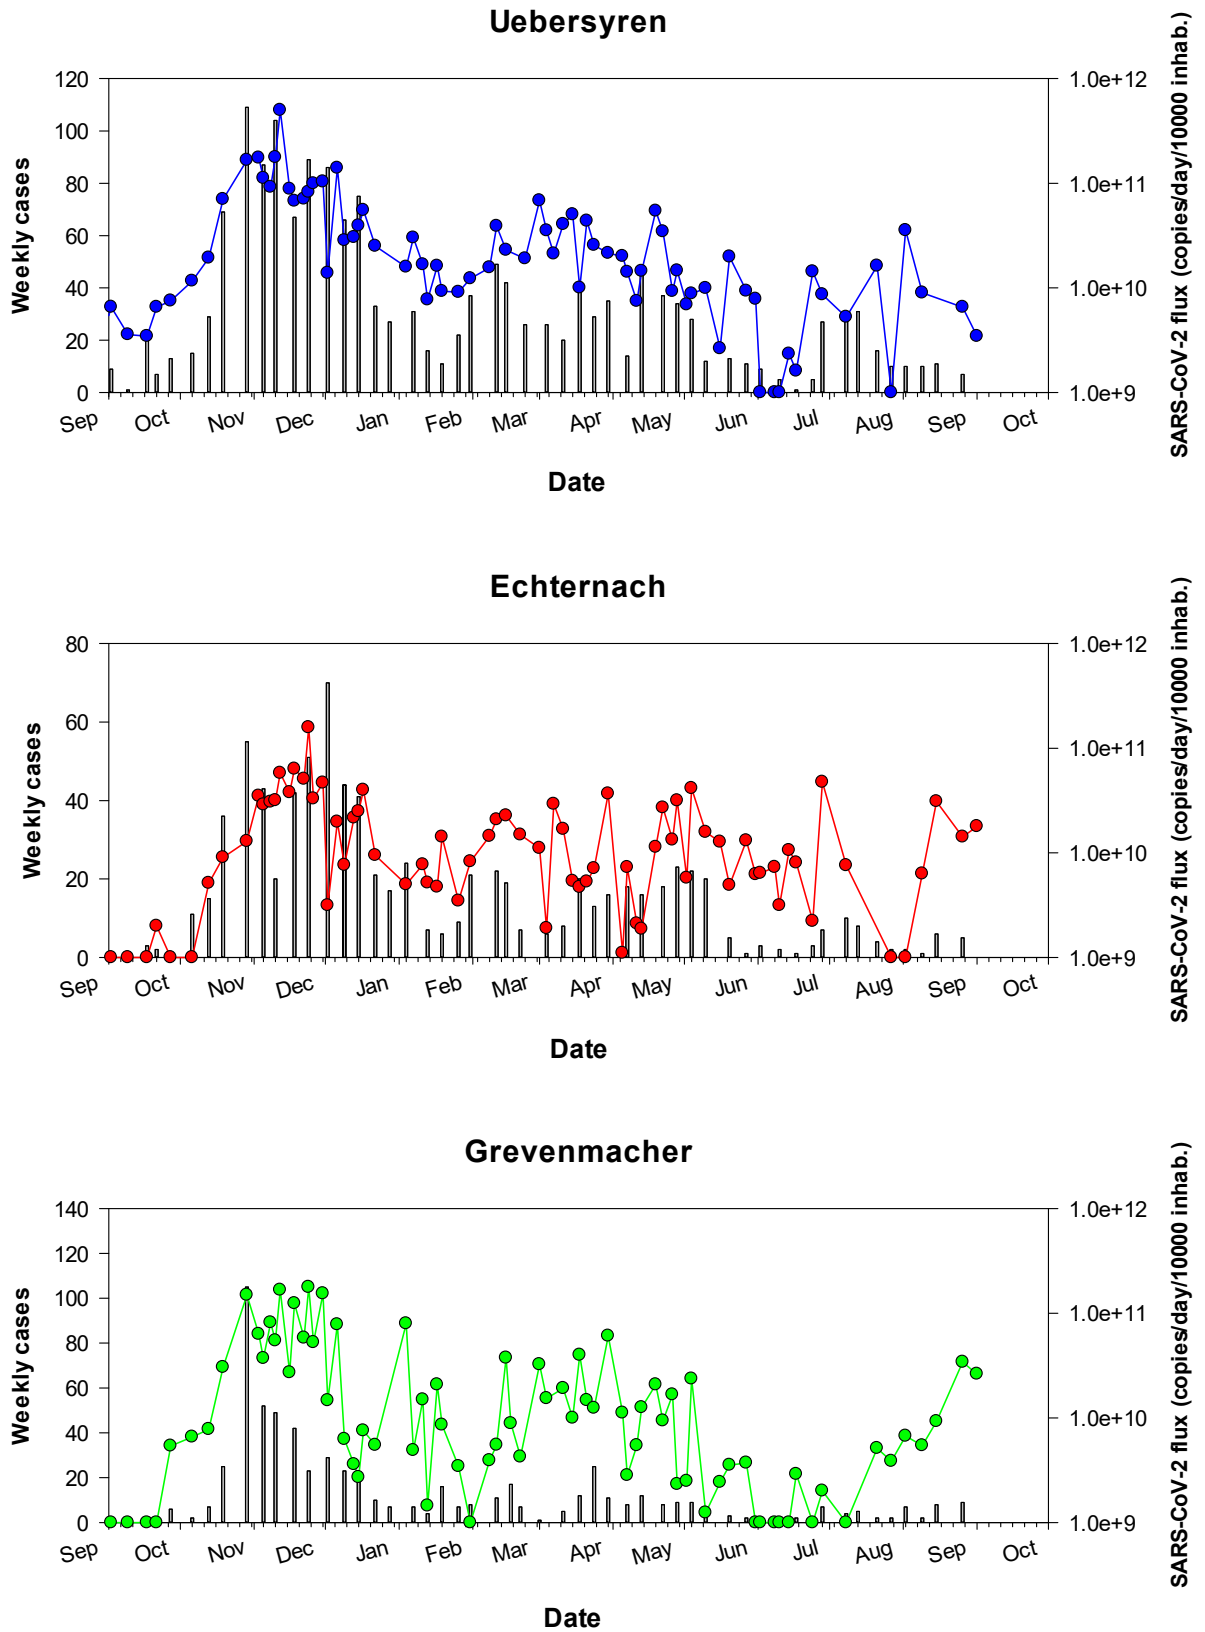 Uebersyren
120
100
80
60
40
20
0
Weekly cases
1.0e+12
1.0e+11
1.0e+10
1.0e+9
SARS-CoV-2 flux (copies/day/10000 inhab.)
Sep Oct Nov Dec Jan Feb Mar Apr May Jun Jul Aug Sep Oct
Date
Echternach
80
60
40
20
0
Weekly cases
1.0e+12
1.0e+11
1.0e+10
1.0e+9
SARS-CoV-2 flux (copies/day/10000 inhab.)
Sep Oct Nov Dec Jan Feb Mar Apr May Jun Jul Aug Sep Oct
Date
Grevenmacher
140
120
100
80
60
40
20
0
Weekly cases
1.0e+12
1.0e+11
1.0e+10
1.0e+9
SARS-CoV-2 flux (copies/day/10000 inhab.)
Sep Oct Nov Dec Jan Feb Mar Apr May Jun Jul Aug Sep Oct
Date